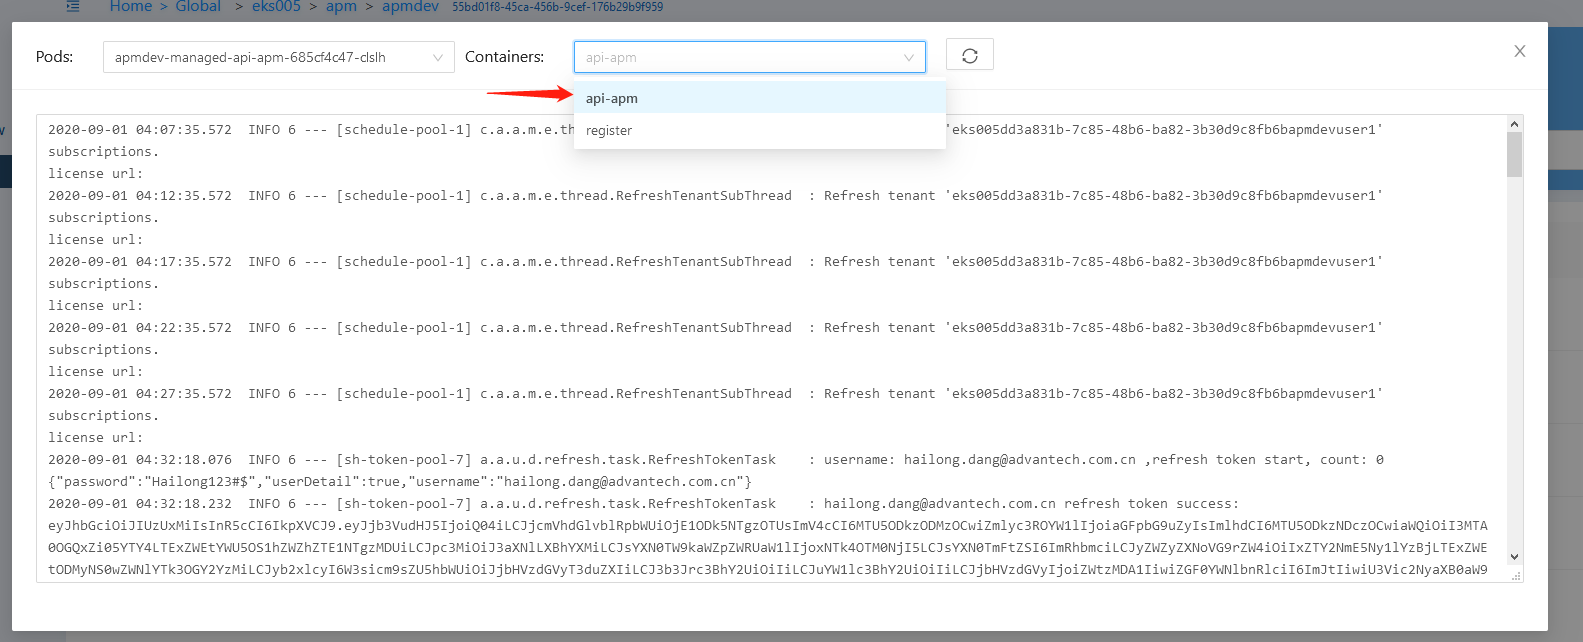 Home > Global > eks005 > apm > apmdev 55bd01f8-45ca-456b-9cef-176b29b9f959
Pods: apmdev-managed-api-apm-685cf4c47-clslh Containers: api-apm
api-apm
register
2020-09-01 04:07:35.572 INFO 6 --- [schedule-pool-1] c.a.a.m.e.th 'eks005dd3a831b-7c85-48b6-ba82-3b30d9c8fb6bapmdevuser1'
subscriptions.
license url:
2020-09-01 04:12:35.572 INFO 6 --- [schedule-pool-1] c.a.a.m.e.thread.RefreshTenantSubThread : Refresh tenant 'eks005dd3a831b-7c85-48b6-ba82-3b30d9c8fb6bapmdevuser1'
subscriptions.
license url:
2020-09-01 04:17:35.572 INFO 6 --- [schedule-pool-1] c.a.a.m.e.thread.RefreshTenantSubThread : Refresh tenant 'eks005dd3a831b-7c85-48b6-ba82-3b30d9c8fb6bapmdevuser1'
subscriptions.
license url:
2020-09-01 04:22:35.572 INFO 6 --- [schedule-pool-1] c.a.a.m.e.thread.RefreshTenantSubThread : Refresh tenant 'eks005dd3a831b-7c85-48b6-ba82-3b30d9c8fb6bapmdevuser1'
subscriptions.
license url:
2020-09-01 04:27:35.572 INFO 6 --- [schedule-pool-1] c.a.a.m.e.thread.RefreshTenantSubThread : Refresh tenant 'eks005dd3a831b-7c85-48b6-ba82-3b30d9c8fb6bapmdevuser1'
subscriptions.
license url:
2020-09-01 04:32:18.076 INFO 6 --- [sh-token-pool-7] a.a.u.d.refresh.task.RefreshTokenTask : username: hailong.dang@advantech.com.cn ,refresh token start, count: 0
{"password":"Hailong123#$","userDetail":true,"username":"hailong.dang@advantech.com.cn"}
2020-09-01 04:32:18.232 INFO 6 --- [sh-token-pool-7] a.a.u.d.refresh.task.RefreshTokenTask : hailong.dang@advantech.com.cn refresh token success:
eyJhbGciOiJIUzUxMiIsInR5cCI6IkpXVCJ9.eyJjb3VudHJ5IjoiQ04iLCJjcmVhdGlvblRpbWUiOjE1ODk5NTgzOTUsImV4cCI6MTU5ODkzODMzOCwiZmlyc3ROYW1lIjoiaGFpbG9uZyIsImlhdCI6MTU5ODkzNDczOCwiaWQiOiI3MTA
0OGQxZi05YTY4LTExZWEtYWU5OS1hZWZhZTE1NTgzMDUiLCJpc3MiOiJ3aXNlLXBhYXMiLCJsYXN0TW9kaWZpZWRUaW1lIjoxNTk4OTM0NjI5LCJsYXN0TmFtZSI6ImRhbmciLCJyZWZyZXNoVG9rZW4iOiIxZTY2NmE5Ny1lYzBjLTExZWE
tODMyNS0wZWNlYTk3OGY2YzMiLCJyb2xlcyI6W3sicm9sZU5hbWUiOiJjbHVzdGVyT3duZXIiLCJ3b3Jrc3BhY2UiOiIiLCJuYW1lc3BhY2UiOiIiLCJjbHVzdGVyIjoiZWtzMDA1IiwiZGF0YWNlbnRlciI6ImJtIiwiU3Vic2NyaXB0aW9